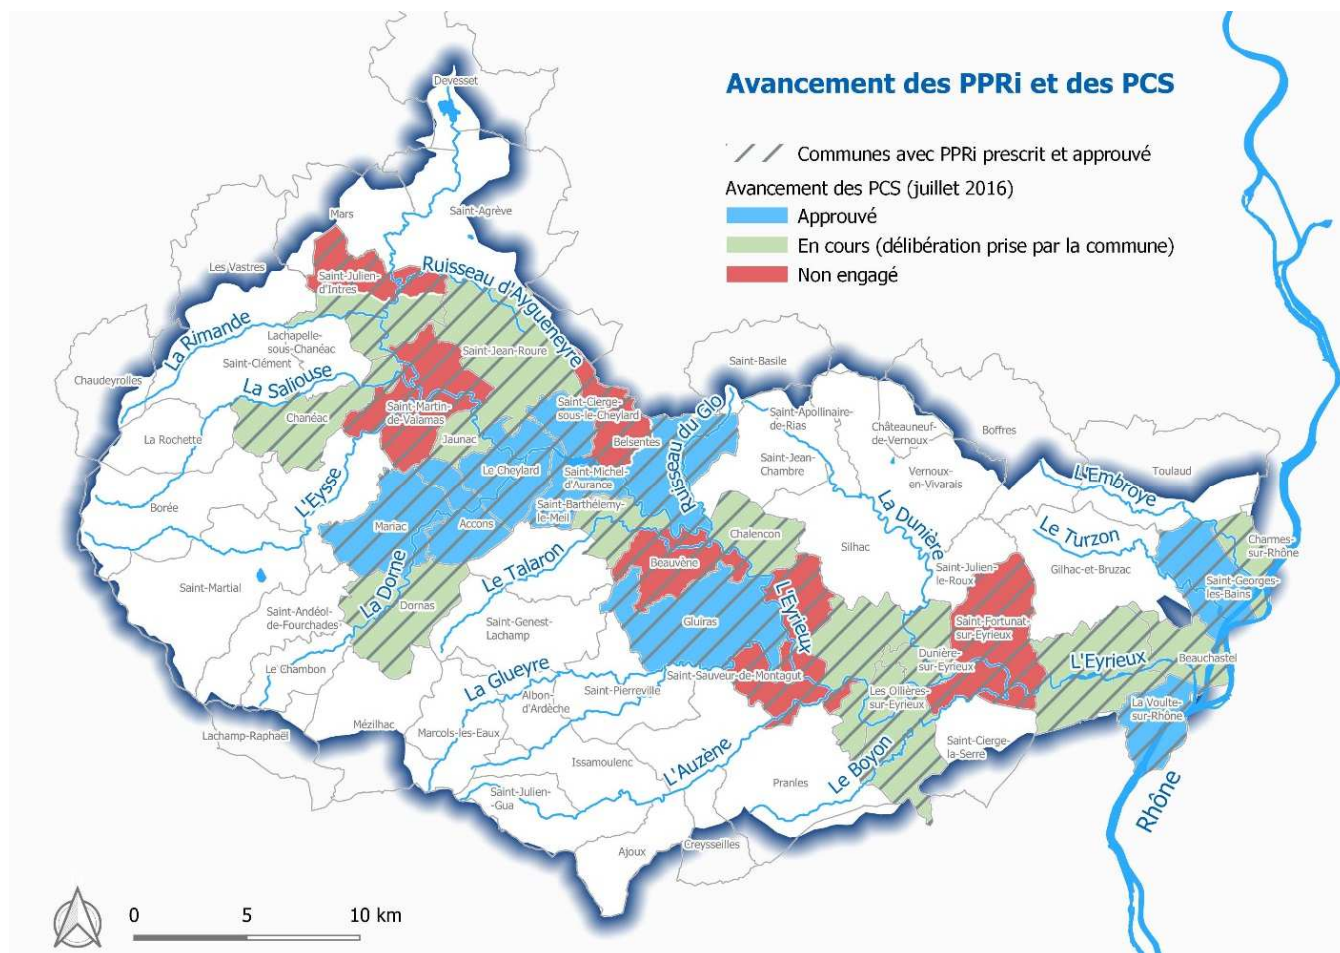 Avancement des PPRi et des PCS
Communes avec PPRi prescrit et approuvé
Avancement des PCS (juillet 2016)
Approuvé
En cours (délibération prise par la commune)
Non engagé
Devesset
Mars
Saint-Agrève
Les Vastres
Saint-Julien-
d'Intres
Ruisseau d'Aygueneyre
La Rimande
Lachapelle-
sous-Chanéac
Saint-Clément
Saint-Jean-Roure
Chaudeyrolles
La Saliouse
Saint-Basile
Chanéac
Saint-Martin-
de-Valamas
Saint-Cierge-
sous-le-Cheylard
Ruisseau du Glo
Saint-Apollinaire-
de-Rias
Châteauneuf-
de-Vernoux
Boffres
La Rochette
Jaunac
Belsentes
Saint-Jean-
Chambre
Vernoux-
en-Vivarais
Toulaud
L'Embroye
Le Cheylard
Saint-Michel-
d'Aurance
L'Eysse
Borée
Saint-Barthélemy-
le-Meil
La Dunière
Le Turzon
Mariac
Accons
Chalencon
Silhac
Charmes-
sur-Rhône
Le Talaron
Beauvène
Saint-Julien-
le-Roux
Gilhac-et-Bruzac
Saint-Georges-
les-Bains
Saint-Martial
La Dorne
Dornas
L'Eyrieux
Saint-Andéol-
de-Fourchades
Saint-Genest-
Lachamp
Gluiras
Saint-Fortunat-
sur-Eyrieux
Le Chambon
La Glueyre
Saint-Sauveur-de-Montagut
Dunière-
sur-Eyrieux
L'Eyrieux
Beauchastel
Albon-
d'Ardèche
Saint-Pierreville
Les Ollières-
sur-Eyrieux
La Voulte-
sur-Rhône
Mézilhac
Lachamp-Raphaël
Marcols-les-Eaux
Saint-Cierge-
la-Serre
Issamoulenc
L'Auzène
Le Boyon
Pranles
Saint-Julien-
-Gua
Rhône
Ajoux
Creysseilles
0 5 10 km